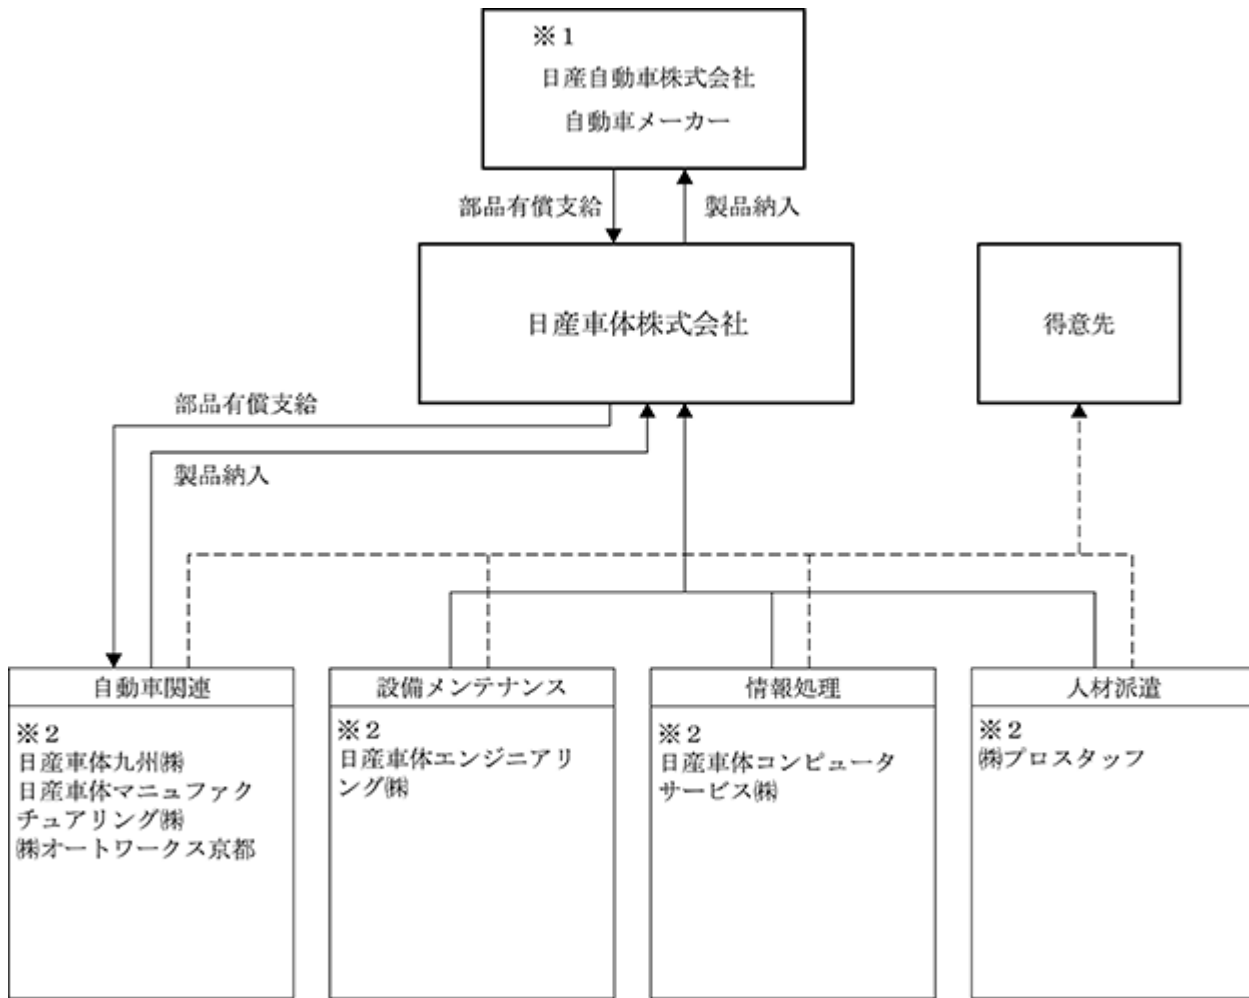 ※1
日産自動車株式会社
自動車メーカー
部品有償支給
製品納入
日産車体株式会社
得意先
部品有償支給
製品納入
自動車関連
※2
日産車体九州㈱
日産車体マニュファク
チュアリング㈱
㈱オートワークス京都
設備メンテナンス
※2
日産車体エンジニアリ
ング㈱
情報処理
※2
日産車体コンピュータ
サービス㈱
人材派遣
※2
㈱プロスタッフ